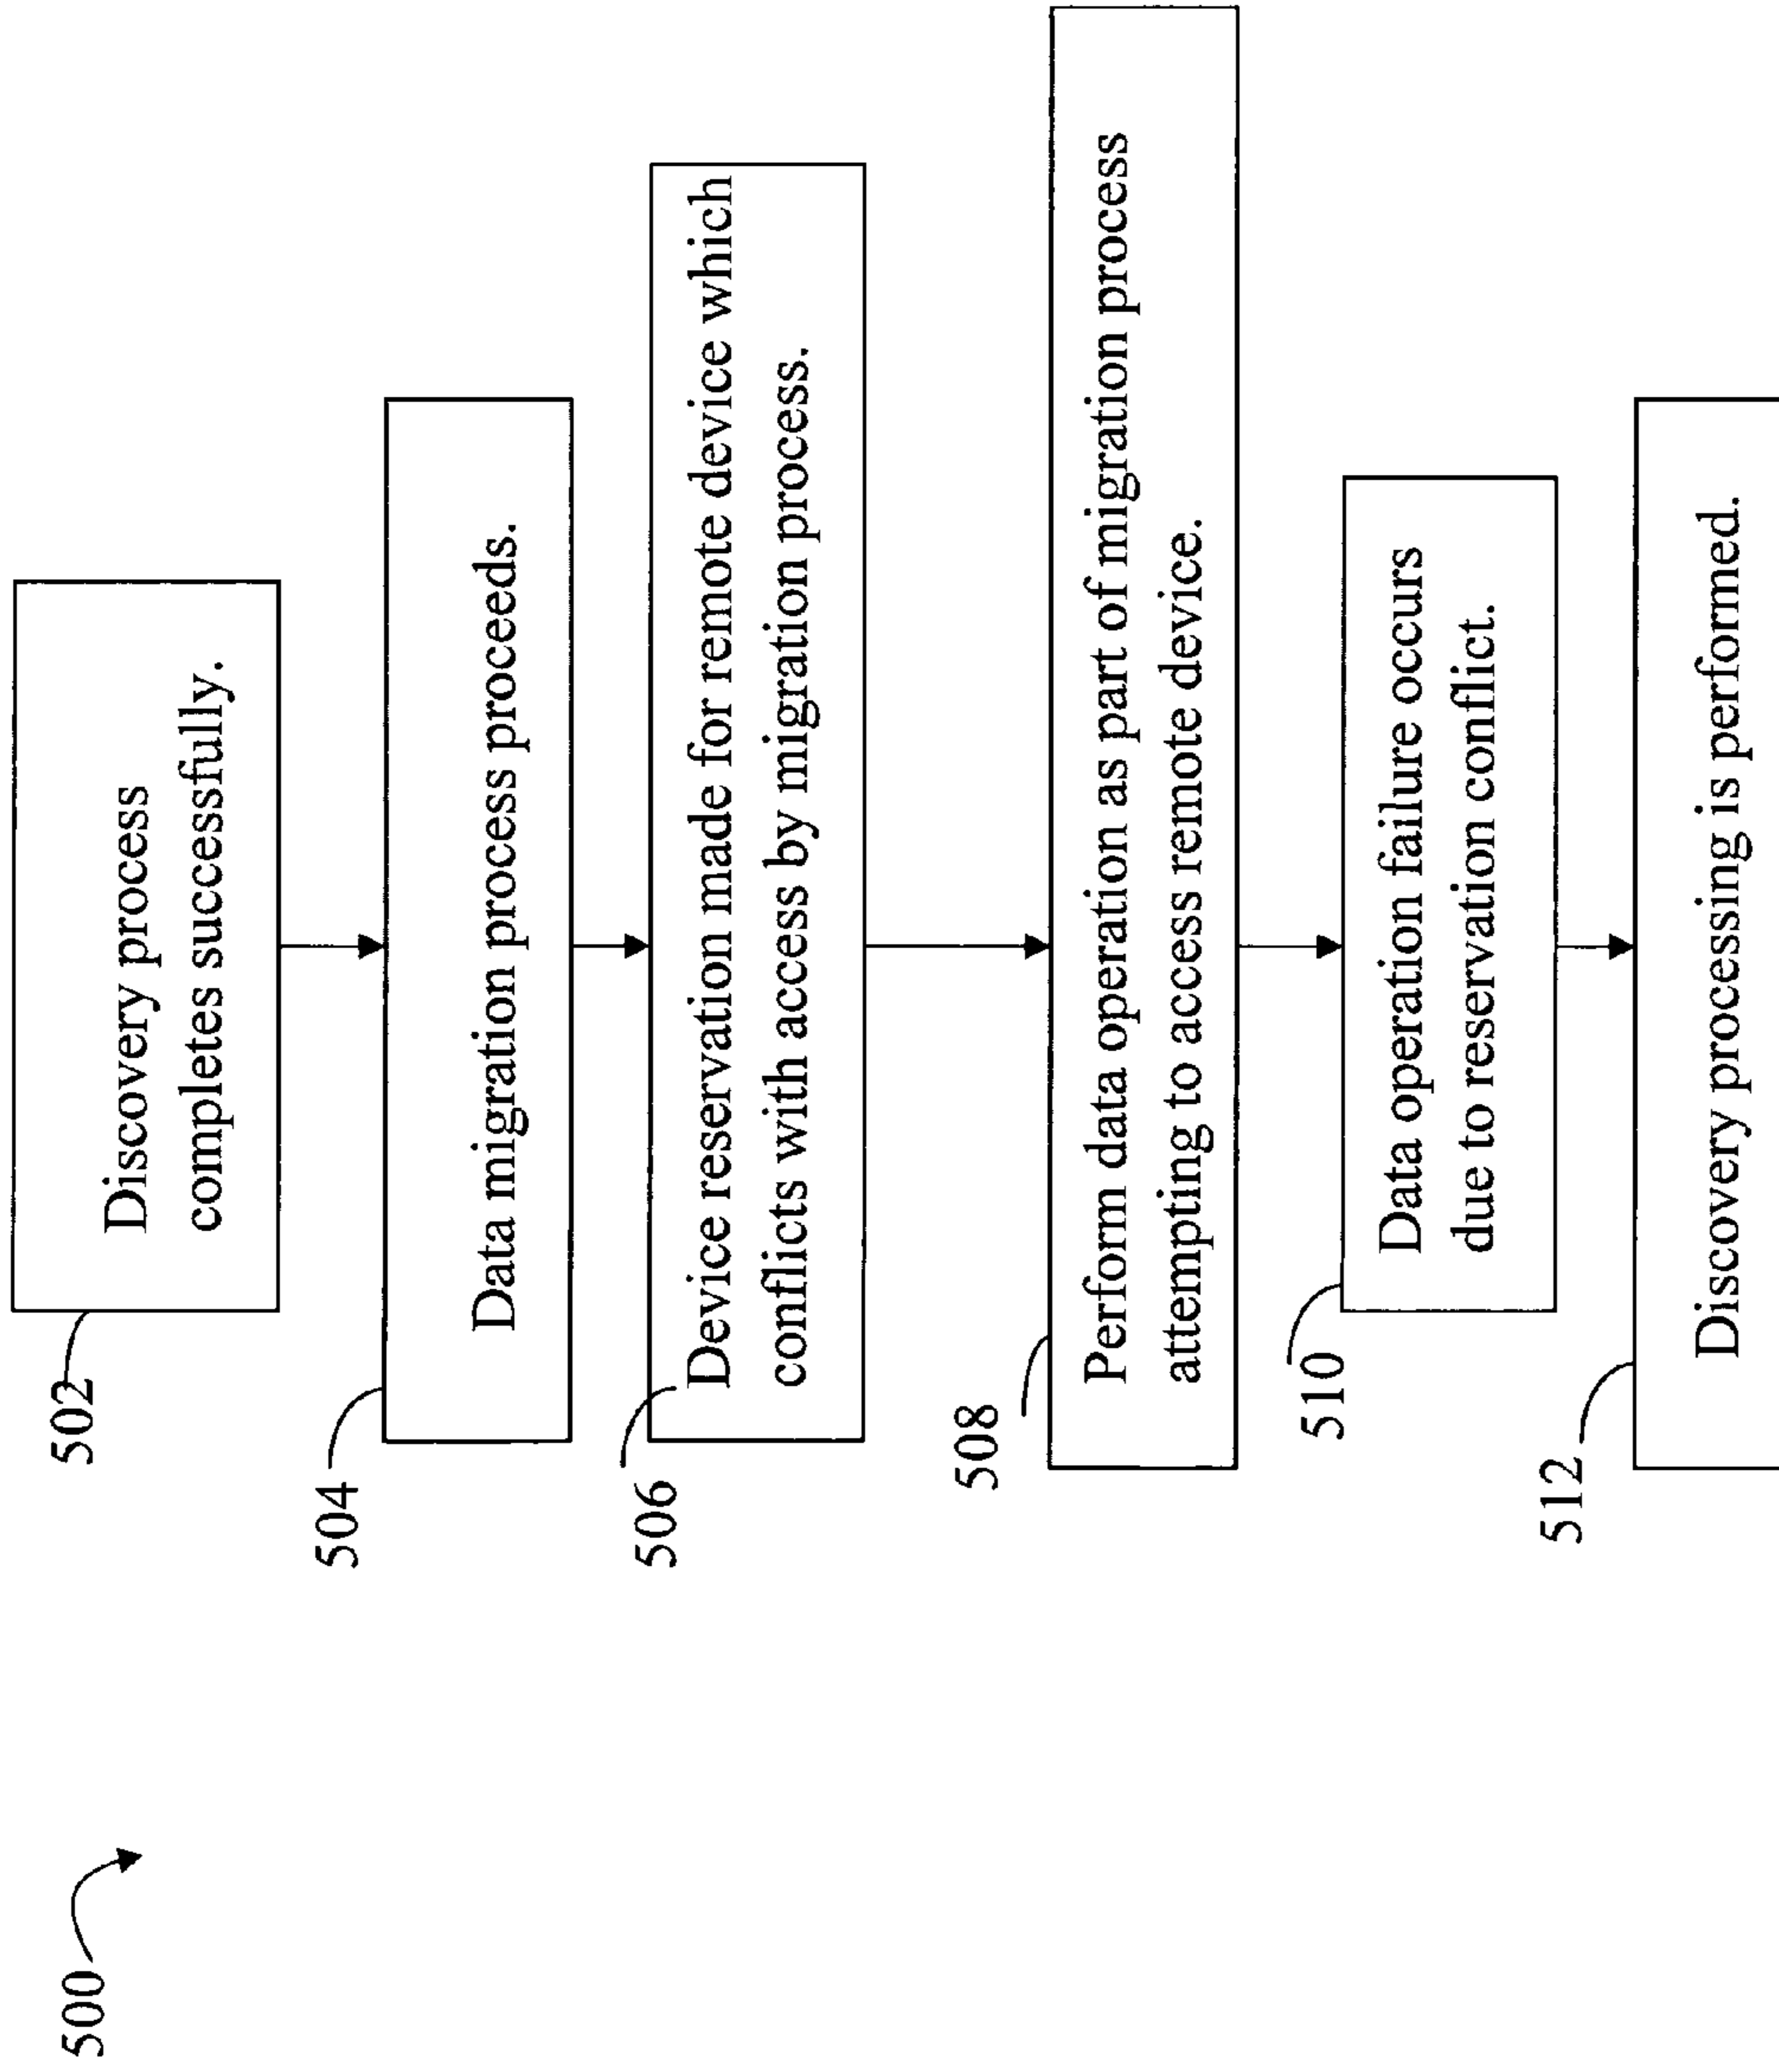 500
502
Discovery process
completes successfully.
504
Data migration process proceeds.
506
Device reservation made for remote device which
conflicts with access by migration process.
508
Perform data operation as part of migration process
attempting to access remote device.
510
Data operation failure occurs
due to reservation conflict.
512
Discovery processing is performed.